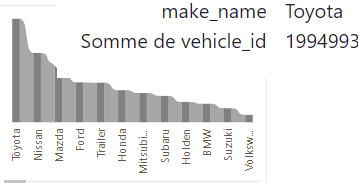 make_name Toyota
Somme de vehicle_id 1994993
Toyota
Nissan
Mazda
Ford
Trailer
Honda
Mitsubi...
Subaru
Holden
BMW
Suzuki
Volksw...